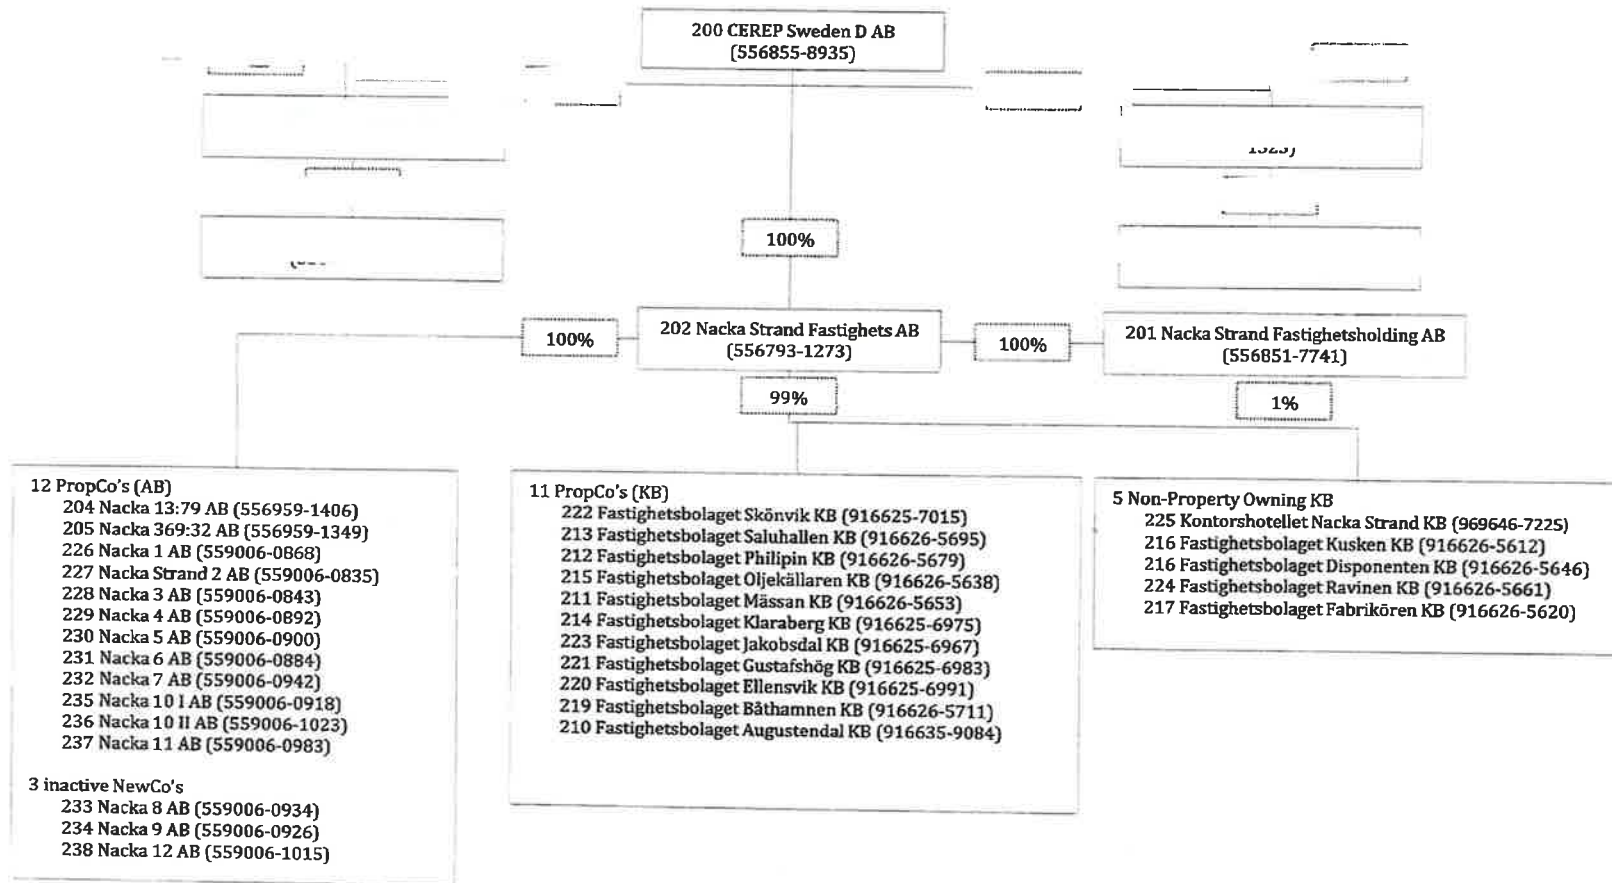 200 CEREP Sweden D AB
(556855-8935)
100%
202 Nacka Strand Fastighets AB
(556793-1273)
100%
100%
201 Nacka Strand Fastighetsholding AB
(556851-7741)
99%
1%
12 PropCo's (AB)
204 Nacka 13:79 AB (556959-1406)
205 Nacka 369:32 AB (556959-1349)
226 Nacka 1 AB (559006-0868)
227 Nacka Strand 2 AB (559006-0835)
228 Nacka 3 AB (559006-0843)
229 Nacka 4 AB (559006-0892)
230 Nacka 5 AB (559006-0900)
231 Nacka 6 AB (559006-0884)
232 Nacka 7 AB (559006-0942)
235 Nacka 10 I AB (559006-0918)
236 Nacka 10 II AB (559006-1023)
237 Nacka 11 AB (559006-0983)
3 inactive NewCo's
233 Nacka 8 AB (559006-0934)
234 Nacka 9 AB (559006-0926)
238 Nacka 12 AB (559006-1015)
11 PropCo's (KB)
222 Fastighetsbolaget Skönvik KB (916625-7015)
213 Fastighetsbolaget Saluhallen KB (916626-5695)
212 Fastighetsbolaget Philipin KB (916626-5679)
215 Fastighetsbolaget Oljekällaren KB (916626-5638)
211 Fastighetsbolaget Mässan KB (916626-5653)
214 Fastighetsbolaget Klaraberg KB (916625-6975)
223 Fastighetsbolaget Jakobsdal KB (916625-6967)
221 Fastighetsbolaget Gustafshög KB (916625-6983)
220 Fastighetsbolaget Ellensvik KB (916625-6991)
219 Fastighetsbolaget Båthamnen KB (916626-5711)
210 Fastighetsbolaget Augustendal KB (916635-9084)
5 Non-Property Owning KB
225 Kontorshotellet Nacka Strand KB (969646-7225)
216 Fastighetsbolaget Kusken KB (916626-5612)
216 Fastighetsbolaget Disponenten KB (916626-5646)
224 Fastighetsbolaget Ravinen KB (916626-5661)
217 Fastighetsbolaget Fabrikören KB (916626-5620)